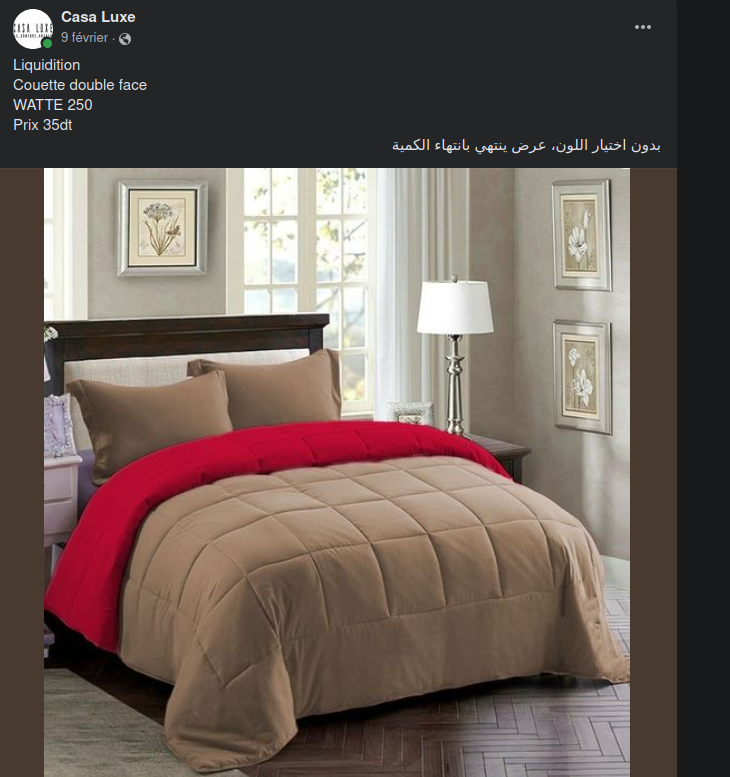 CASA LUXE
Casa Luxe
9 février ·
Liquidition
Couette double face
WATTE 250
Prix 35dt
بدون اختيار اللون، عرض ينتهي بانتهاء الكمية